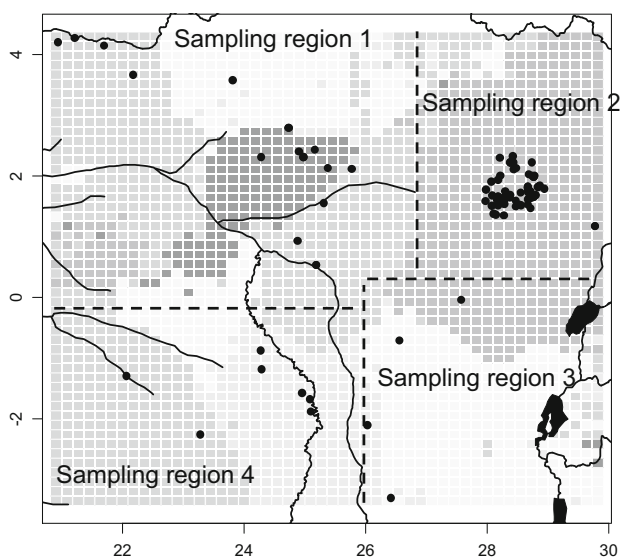 Sampling region 1
4
Sampling region 2
2
0
Sampling region 3
-2
Sampling region 4
22 24 26 28 30